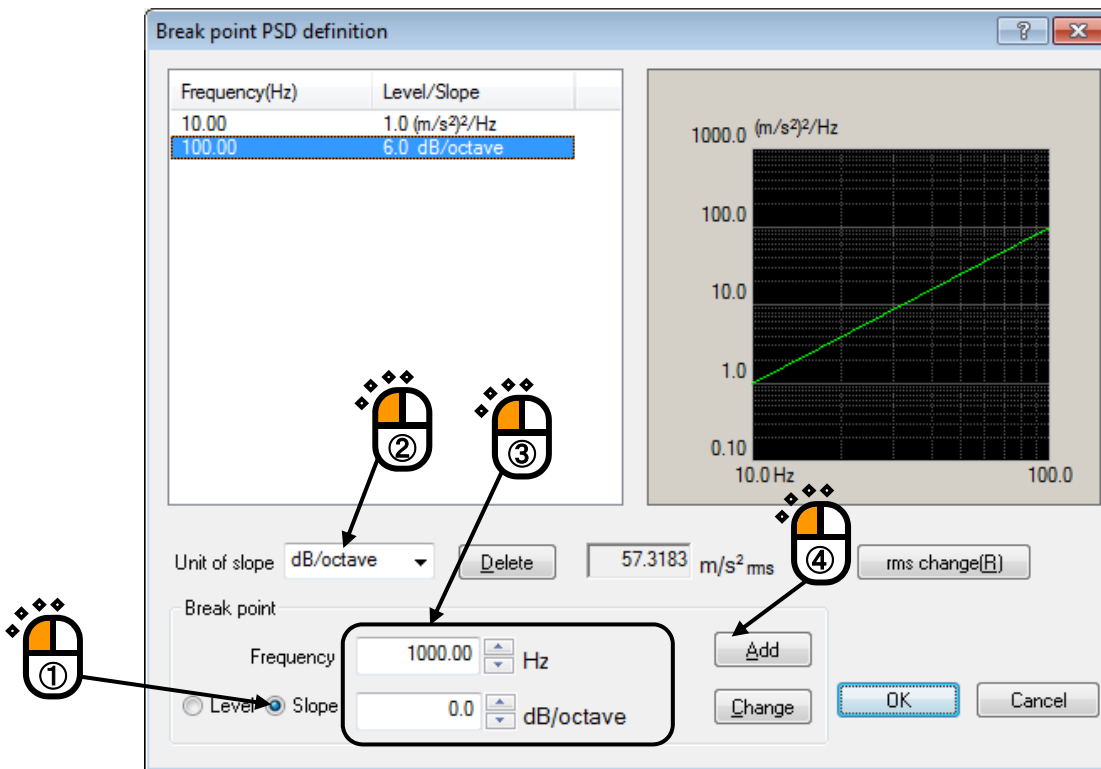 Break point PSD definition
?
Frequency(Hz) Level/Slope
10.00 1.0 (m/s²)²/Hz
100.00 6.0 dB/octave
1000.0 (m/s²)²/Hz
100.0
10.0
1.0
0.10
10.0 Hz 100.0
②
③
④
Unit of slope dB/octave Delete 57.3183 m/s² rms rms change(R)
Break point
Frequency 1000.00 Hz Add
①
Level Slope 0.0 dB/octave Change OK Cancel